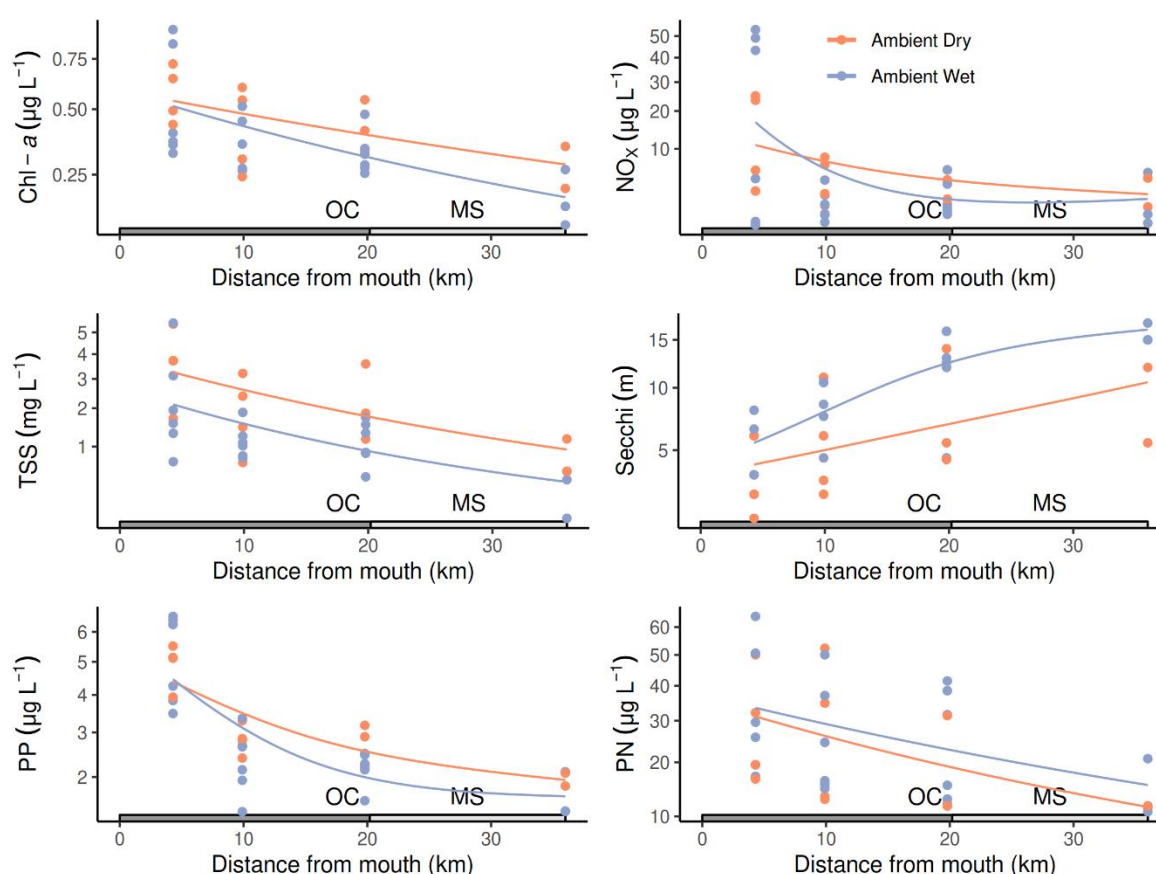 Chl − a (µg L⁻¹)
0.75
0.50
0.25
OC MS
0 10 20 30
Distance from mouth (km)
NOₓ (µg L⁻¹)
50
40
30
20
10
Ambient Dry
Ambient Wet
OC MS
0 10 20 30
Distance from mouth (km)
TSS (mg L⁻¹)
5
4
3
2
1
OC MS
0 10 20 30
Distance from mouth (km)
Secchi (m)
15
10
5
OC MS
0 10 20 30
Distance from mouth (km)
PP (µg L⁻¹)
6
5
4
3
2
OC MS
0 10 20 30
Distance from mouth (km)
PN (µg L⁻¹)
60
50
40
30
20
10
OC MS
0 10 20 30
Distance from mouth (km)